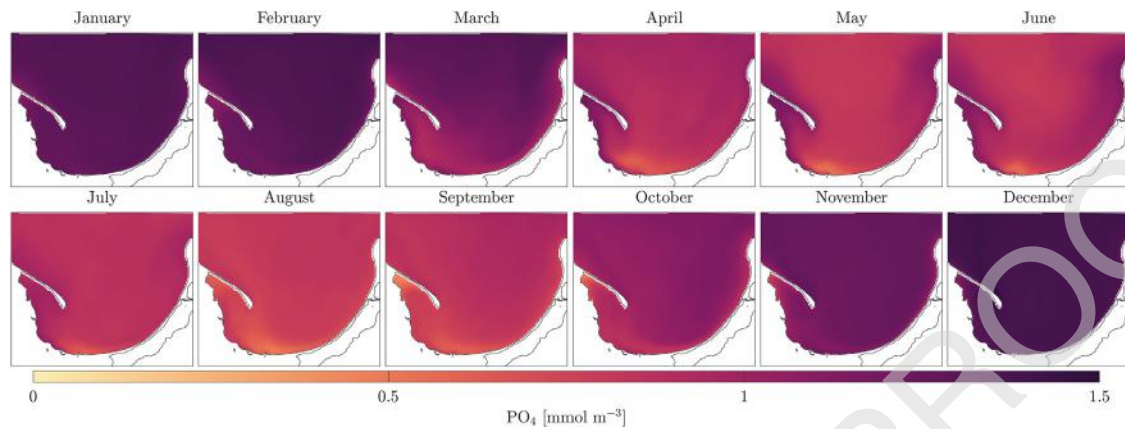 January February March April May June
July August September October November December
0 0.5 1 1.5
PO₄ [mmol m⁻³]
PROO